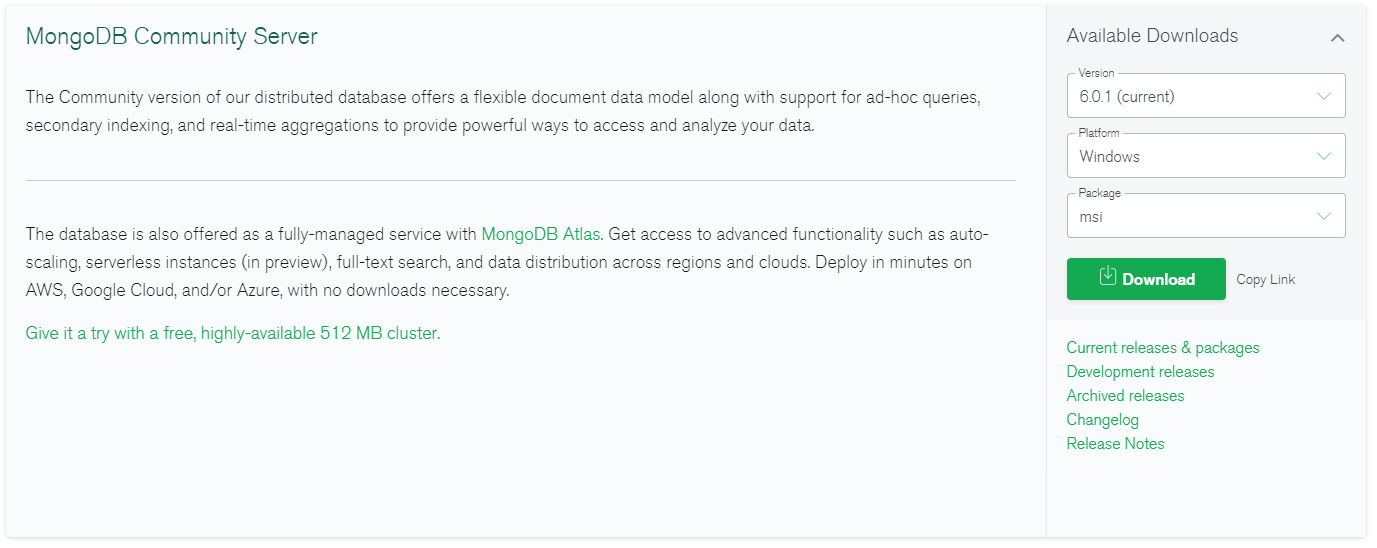 MongoDB Community Server
The Community version of our distributed database offers a flexible document data model along with support for ad-hoc queries,
secondary indexing, and real-time aggregations to provide powerful ways to access and analyze your data.
The database is also offered as a fully-managed service with MongoDB Atlas. Get access to advanced functionality such as auto-
scaling, serverless instances (in preview), full-text search, and data distribution across regions and clouds. Deploy in minutes on
AWS, Google Cloud, and/or Azure, with no downloads necessary.
Give it a try with a free, highly-available 512 MB cluster.
Available Downloads
Version
6.0.1 (current)
Platform
Windows
Package
msi
Download Copy Link
Current releases & packages
Development releases
Archived releases
Changelog
Release Notes